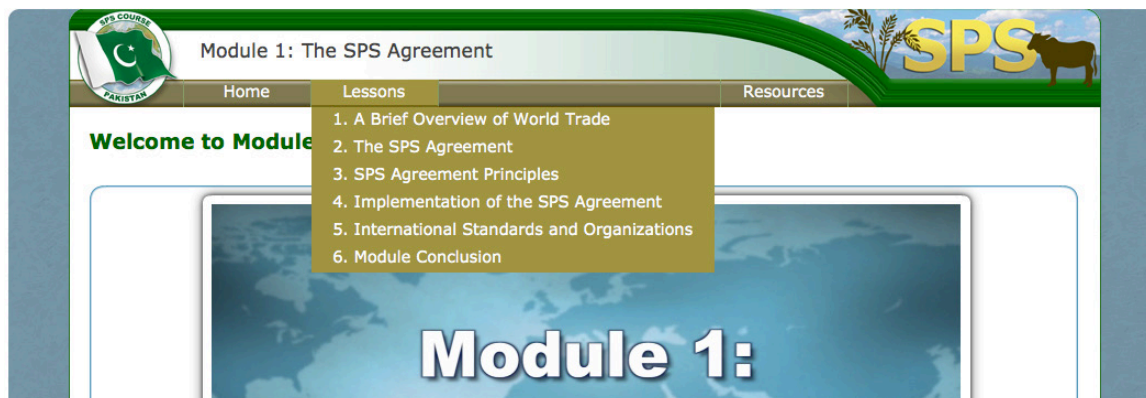 SPS COURSE
PAKISTAN
Module 1: The SPS Agreement
SPS
Home
Lessons
Resources
1. A Brief Overview of World Trade
2. The SPS Agreement
3. SPS Agreement Principles
4. Implementation of the SPS Agreement
5. International Standards and Organizations
6. Module Conclusion
Welcome to Module
Module 1: